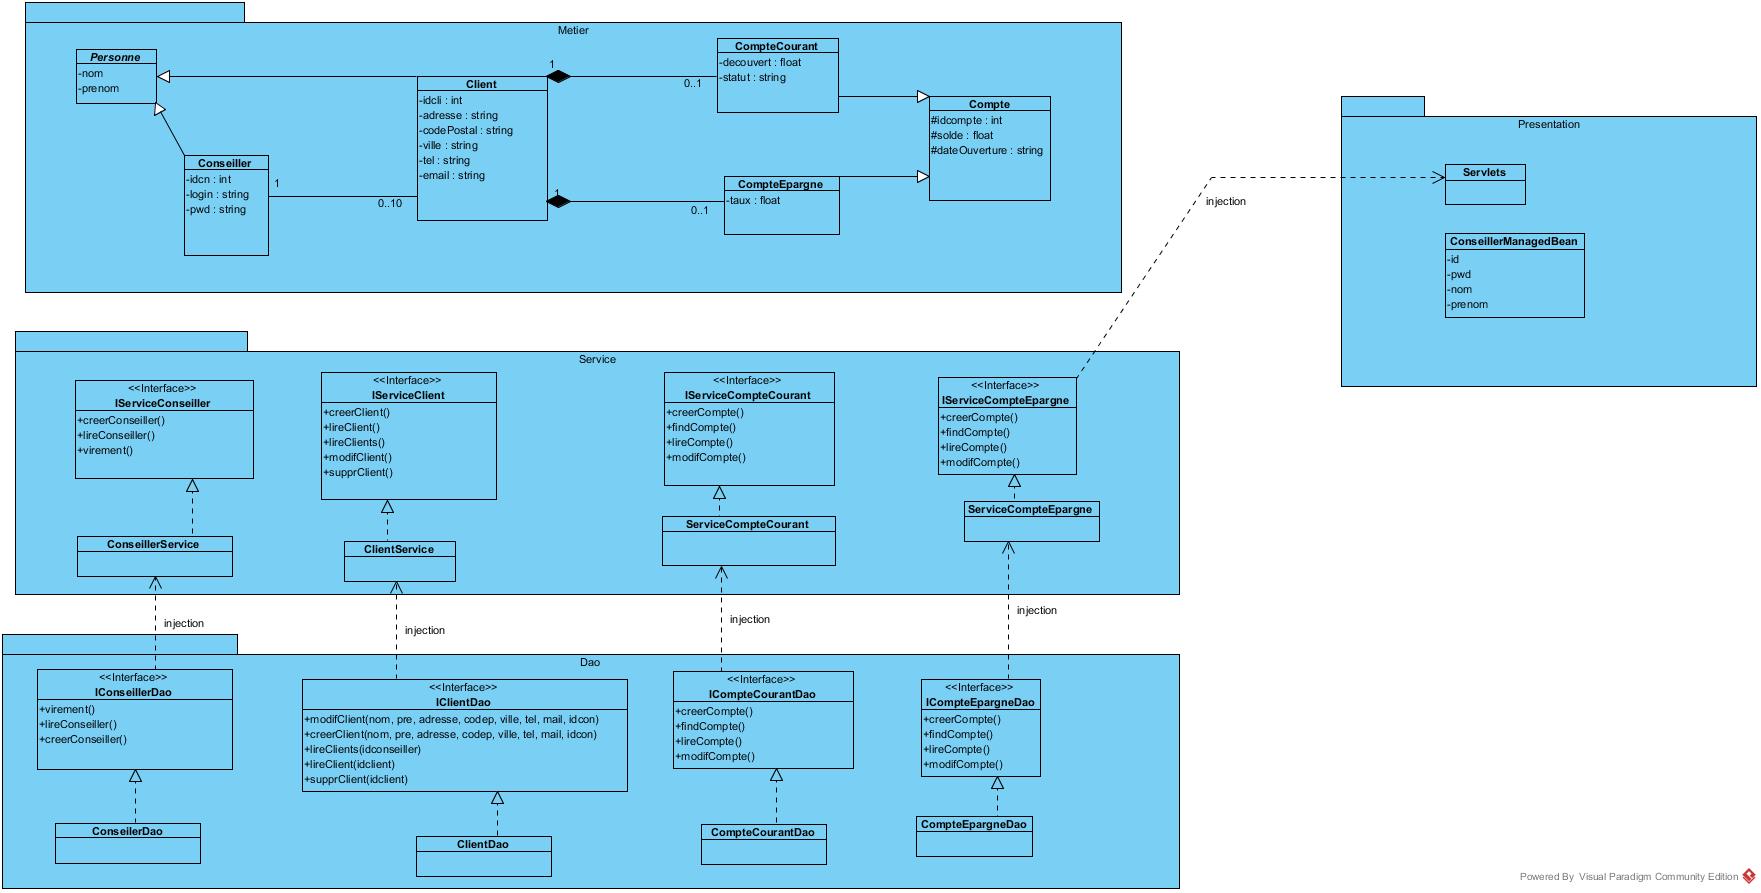 Metier
Personne
-nom
-prenom
Conseiller
-idcn : int
-login : string
-pwd : string
1
0..10
Client
-idcli : int
-adresse : string
-codePostal : string
-ville : string
-tel : string
-email : string
1
0..1
1
0..1
CompteCourant
-decouvert : float
-statut : string
CompteEpargne
-taux : float
Compte
#idcompte : int
#solde : float
#dateOuverture : string
Presentation
Servlets
ConseillerManagedBean
-id
-pwd
-nom
-prenom
injection
Service
<<Interface>>
IServiceConseiller
+creerConseiller()
+lireConseiller()
+virement()
ConseillerService
<<Interface>>
IServiceClient
+creerClient()
+lireClient()
+lireClients()
+modifClient()
+supprClient()
ClientService
<<Interface>>
IServiceCompteCourant
+creerCompte()
+findCompte()
+lireCompte()
+modifCompte()
ServiceCompteCourant
<<Interface>>
IServiceCompteEpargne
+creerCompte()
+findCompte()
+lireCompte()
+modifCompte()
ServiceCompteEpargne
injection
injection
injection
injection
Dao
<<Interface>>
IConseillerDao
+virement()
+lireConseiller()
+creerConseiller()
ConseilerDao
<<Interface>>
IClientDao
+modifClient(nom, pre, adresse, codep, ville, tel, mail, idcon)
+creerClient(nom, pre, adresse, codep, ville, tel, mail, idcon)
+lireClients(idconseiller)
+lireClient(idclient)
+supprClient(idclient)
ClientDao
<<Interface>>
ICompteCourantDao
+creerCompte()
+findCompte()
+lireCompte()
+modifCompte()
CompteCourantDao
<<Interface>>
ICompteEpargneDao
+creerCompte()
+findCompte()
+lireCompte()
+modifCompte()
CompteEpargneDao
Powered By Visual Paradigm Community Edition